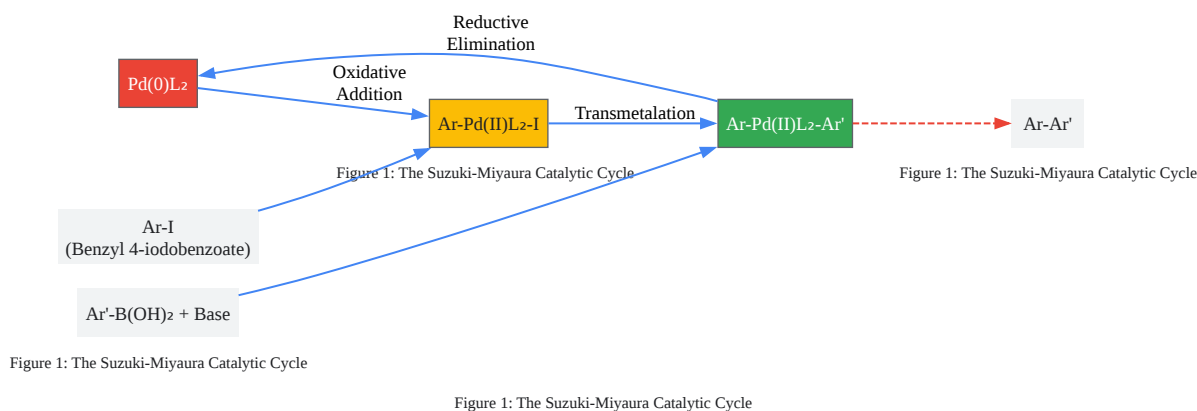 Reductive
Elimination
Pd(0)L₂
Oxidative
Addition
Ar-Pd(II)L₂-I
Transmetalation
Ar-Pd(II)L₂-Ar'
Ar-Ar'
Figure 1: The Suzuki-Miyaura Catalytic Cycle
Figure 1: The Suzuki-Miyaura Catalytic Cycle
Ar-I
(Benzyl 4-iodobenzoate)
Ar'-B(OH)₂ + Base
Figure 1: The Suzuki-Miyaura Catalytic Cycle
Figure 1: The Suzuki-Miyaura Catalytic Cycle